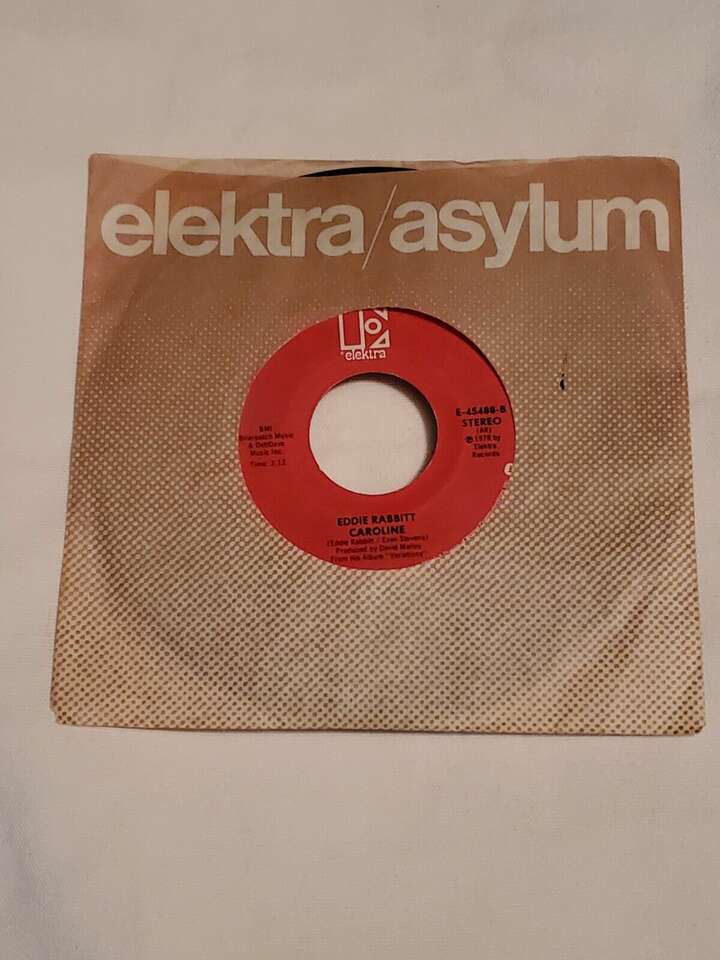 elektra/asylum
elektra
BMI
Briarpatch Music
& DebDave
Music Inc.
Time: 3:12
E-45488-B
STEREO
(AR)
℗ 1978 by
Elektra
Records
EDDIE RABBITT
CAROLINE
(Eddie Rabbitt / Even Stevens)
Produced by David Malloy
From His Album "Variations"